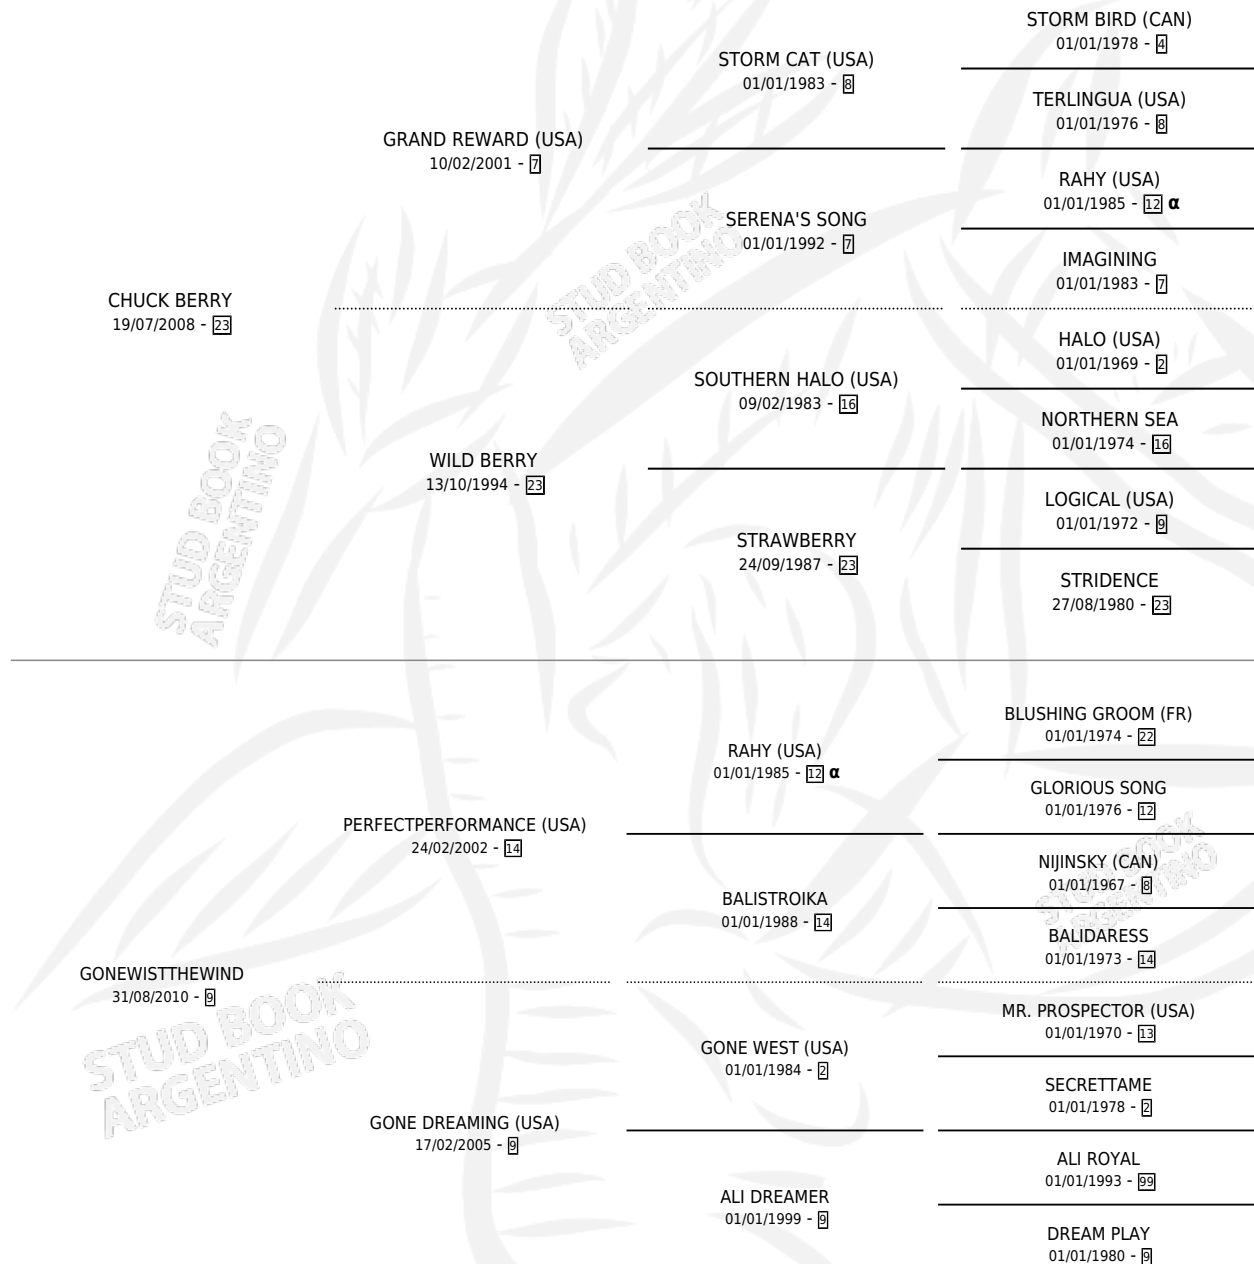 STORM BIRD (CAN)
01/01/1978 - 4
STORM CAT (USA)
01/01/1983 - 8
TERLINGUA (USA)
01/01/1976 - 8
GRAND REWARD (USA)
10/02/2001 - 7
RAHY (USA)
01/01/1985 - 12 α
SERENA'S SONG
01/01/1992 - 7
IMAGINING
01/01/1983 - 7
CHUCK BERRY
19/07/2008 - 23
HALO (USA)
01/01/1969 - 2
SOUTHERN HALO (USA)
09/02/1983 - 16
NORTHERN SEA
01/01/1974 - 16
WILD BERRY
13/10/1994 - 23
LOGICAL (USA)
01/01/1972 - 9
STRAWBERRY
24/09/1987 - 23
STRIDENCE
27/08/1980 - 23
BLUSHING GROOM (FR)
01/01/1974 - 22
RAHY (USA)
01/01/1985 - 12 α
GLORIOUS SONG
01/01/1976 - 12
PERFECTPERFORMANCE (USA)
24/02/2002 - 14
NIJINSKY (CAN)
01/01/1967 - 8
BALISTROIKA
01/01/1988 - 14
BALIDARESS
01/01/1973 - 14
GONEWISTTHEWIND
31/08/2010 - 9
MR. PROSPECTOR (USA)
01/01/1970 - 13
GONE WEST (USA)
01/01/1984 - 2
SECRETTAME
01/01/1978 - 2
GONE DREAMING (USA)
17/02/2005 - 9
ALI ROYAL
01/01/1993 - 99
ALI DREAMER
01/01/1999 - 9
DREAM PLAY
01/01/1980 - 9
STUD BOOK
ARGENTINO
STUD BOOK
ARGENTINO
STUD BOOK
ARGENTINO
STUD BOOK
ARGENTINO